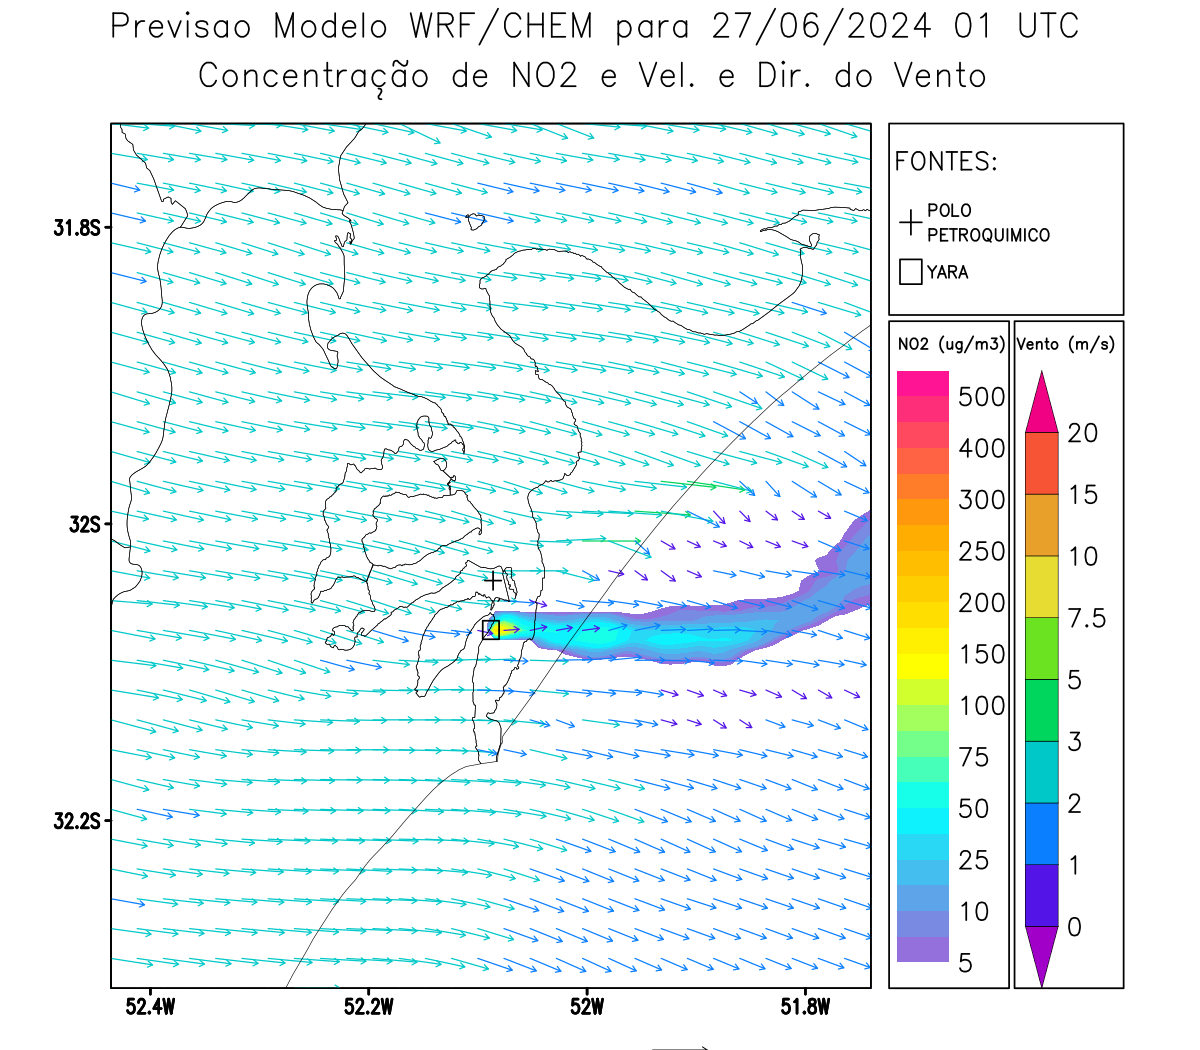 Previsao Modelo WRF/CHEM para 27/06/2024 01 UTC
Concentração de NO2 e Vel. e Dir. do Vento
FONTES:
POLO
PETROQUIMICO
YARA
NO2 (ug/m3)
500
400
300
250
200
150
100
75
50
25
10
5
Vento (m/s)
20
15
10
7.5
5
3
2
1
0
31.8S
32S
32.2S
52.4W
52.2W
52W
51.8W